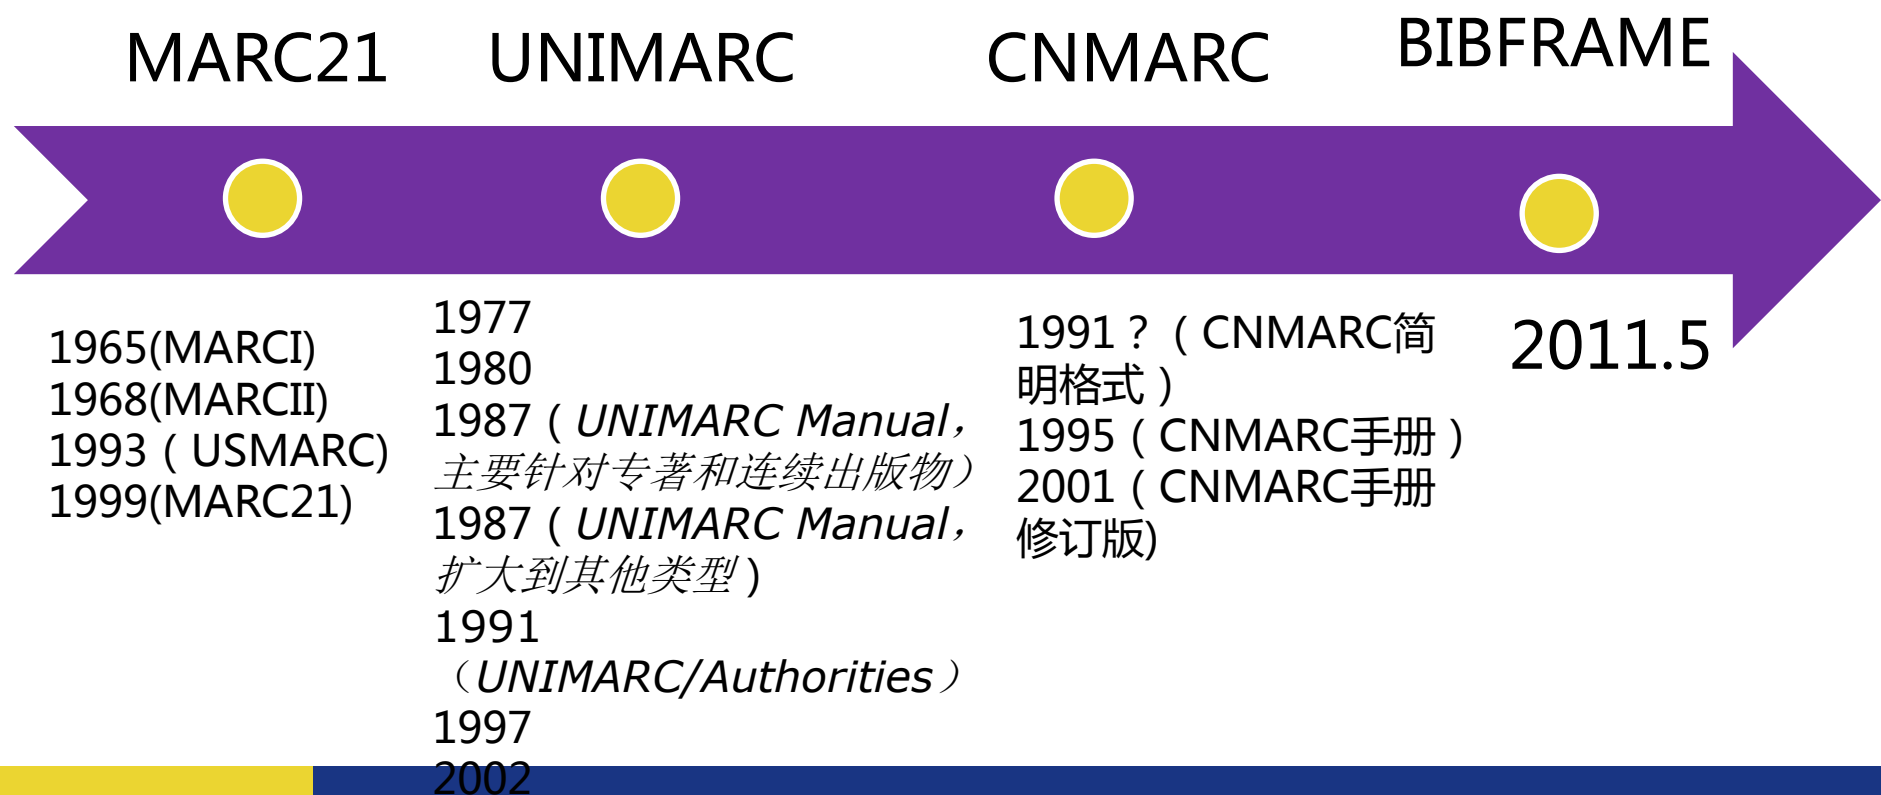 MARC21
UNIMARC
CNMARC
BIBFRAME
1965(MARCI)
1968(MARCII)
1993（USMARC)
1999(MARC21)
1977
1980
1987（UNIMARC Manual，
主要针对专著和连续出版物）
1987（UNIMARC Manual，
扩大到其他类型）
1991
（UNIMARC/Authorities）
1997
2002
1991？（CNMARC简
明格式）
1995（CNMARC手册）
2001（CNMARC手册
修订版)
2011.5